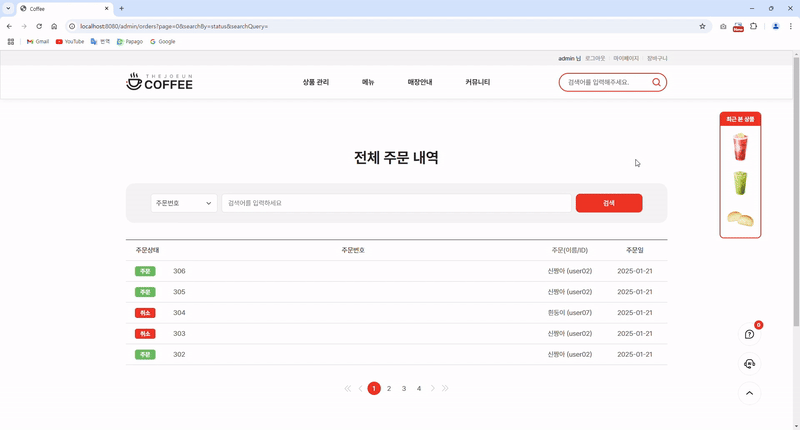 Coffee
localhost:8080/admin/orders?page=0&searchBy=status&searchQuery=
Gmail YouTube 번역 Papago Google
admin 님 로그아웃 마이페이지 장바구니
THEJOEUN
COFFEE
상품 관리 메뉴 매장안내 커뮤니티
검색어를 입력해주세요.
최근 본 상품
전체 주문 내역
주문번호 검색어를 입력하세요 검색
주문상태 주문번호 주문(이름/ID) 주문일
주문 306 신짱아 (user02) 2025-01-21
주문 305 신짱아 (user02) 2025-01-21
취소 304 흰둥이 (user07) 2025-01-21
취소 303 신짱아 (user02) 2025-01-21
주문 302 신짱아 (user02) 2025-01-21
1 2 3 4